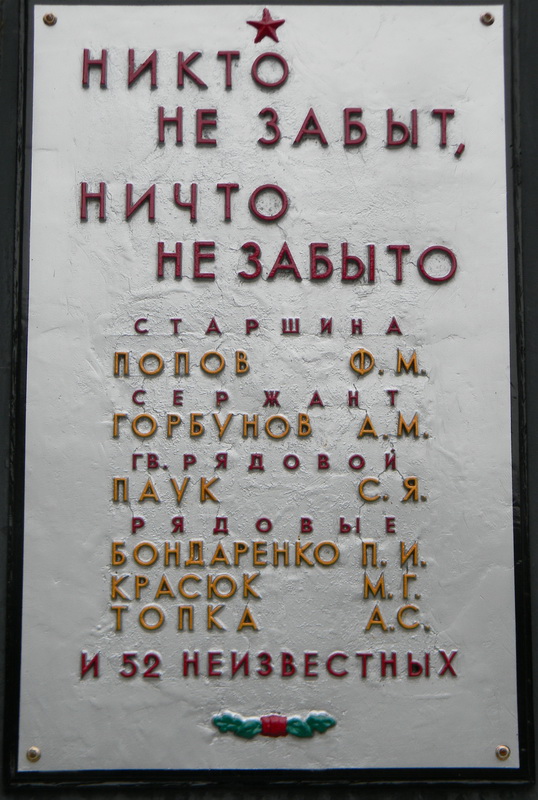 НИКТО
НЕ ЗАБЫТ,
НИЧТО
НЕ ЗАБЫТО
СТАРШИНА
ПОПОВ Ф.М.
СЕРЖАНТ
ГОРБУНОВ А.М.
ГВ. РЯДОВОЙ
ПАУК С.Я.
РЯДОВЫЕ
БОНДАРЕНКО П.И.
КРАСЮК М.Г.
ТОПКА А.С.
И 52 НЕИЗВЕСТНЫХ